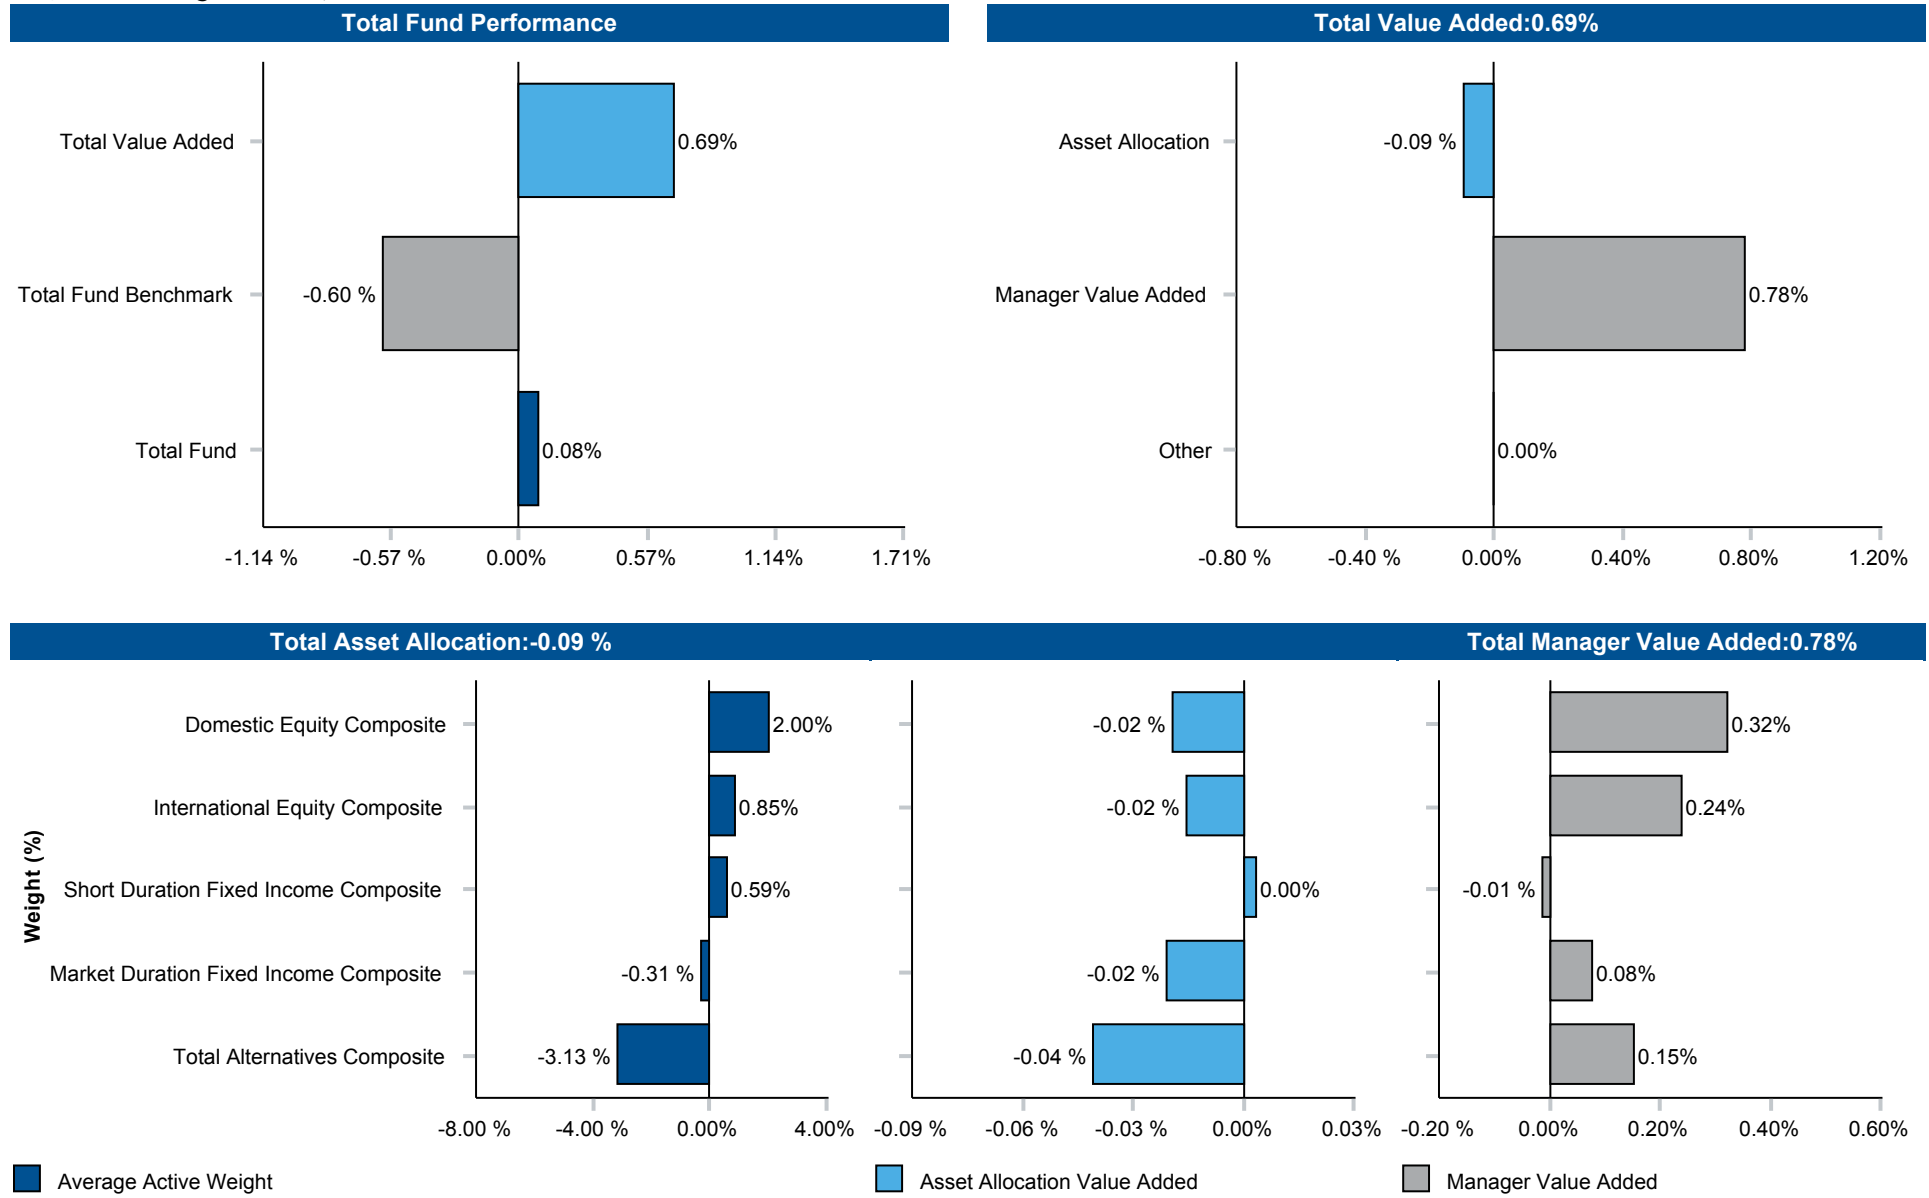 Total Fund Performance
Total Value Added
0.69%
Total Fund Benchmark
-0.60 %
Total Fund
0.08%
-1.14 % -0.57 % 0.00% 0.57% 1.14% 1.71%
Total Value Added:0.69%
Asset Allocation
-0.09 %
Manager Value Added
0.78%
Other
0.00%
-0.80 % -0.40 % 0.00% 0.40% 0.80% 1.20%
Total Asset Allocation:-0.09 %
Total Manager Value Added:0.78%
Weight (%)
Domestic Equity Composite 2.00% -0.02 % 0.32%
International Equity Composite 0.85% -0.02 % 0.24%
Short Duration Fixed Income Composite 0.59% 0.00% -0.01 %
Market Duration Fixed Income Composite -0.31 % -0.02 % 0.08%
Total Alternatives Composite -3.13 % -0.04 % 0.15%
-8.00 % -4.00 % 0.00% 4.00% -0.09 % -0.06 % -0.03 % 0.00% 0.03% -0.20 % 0.00% 0.20% 0.40% 0.60%
Average Active Weight
Asset Allocation Value Added
Manager Value Added